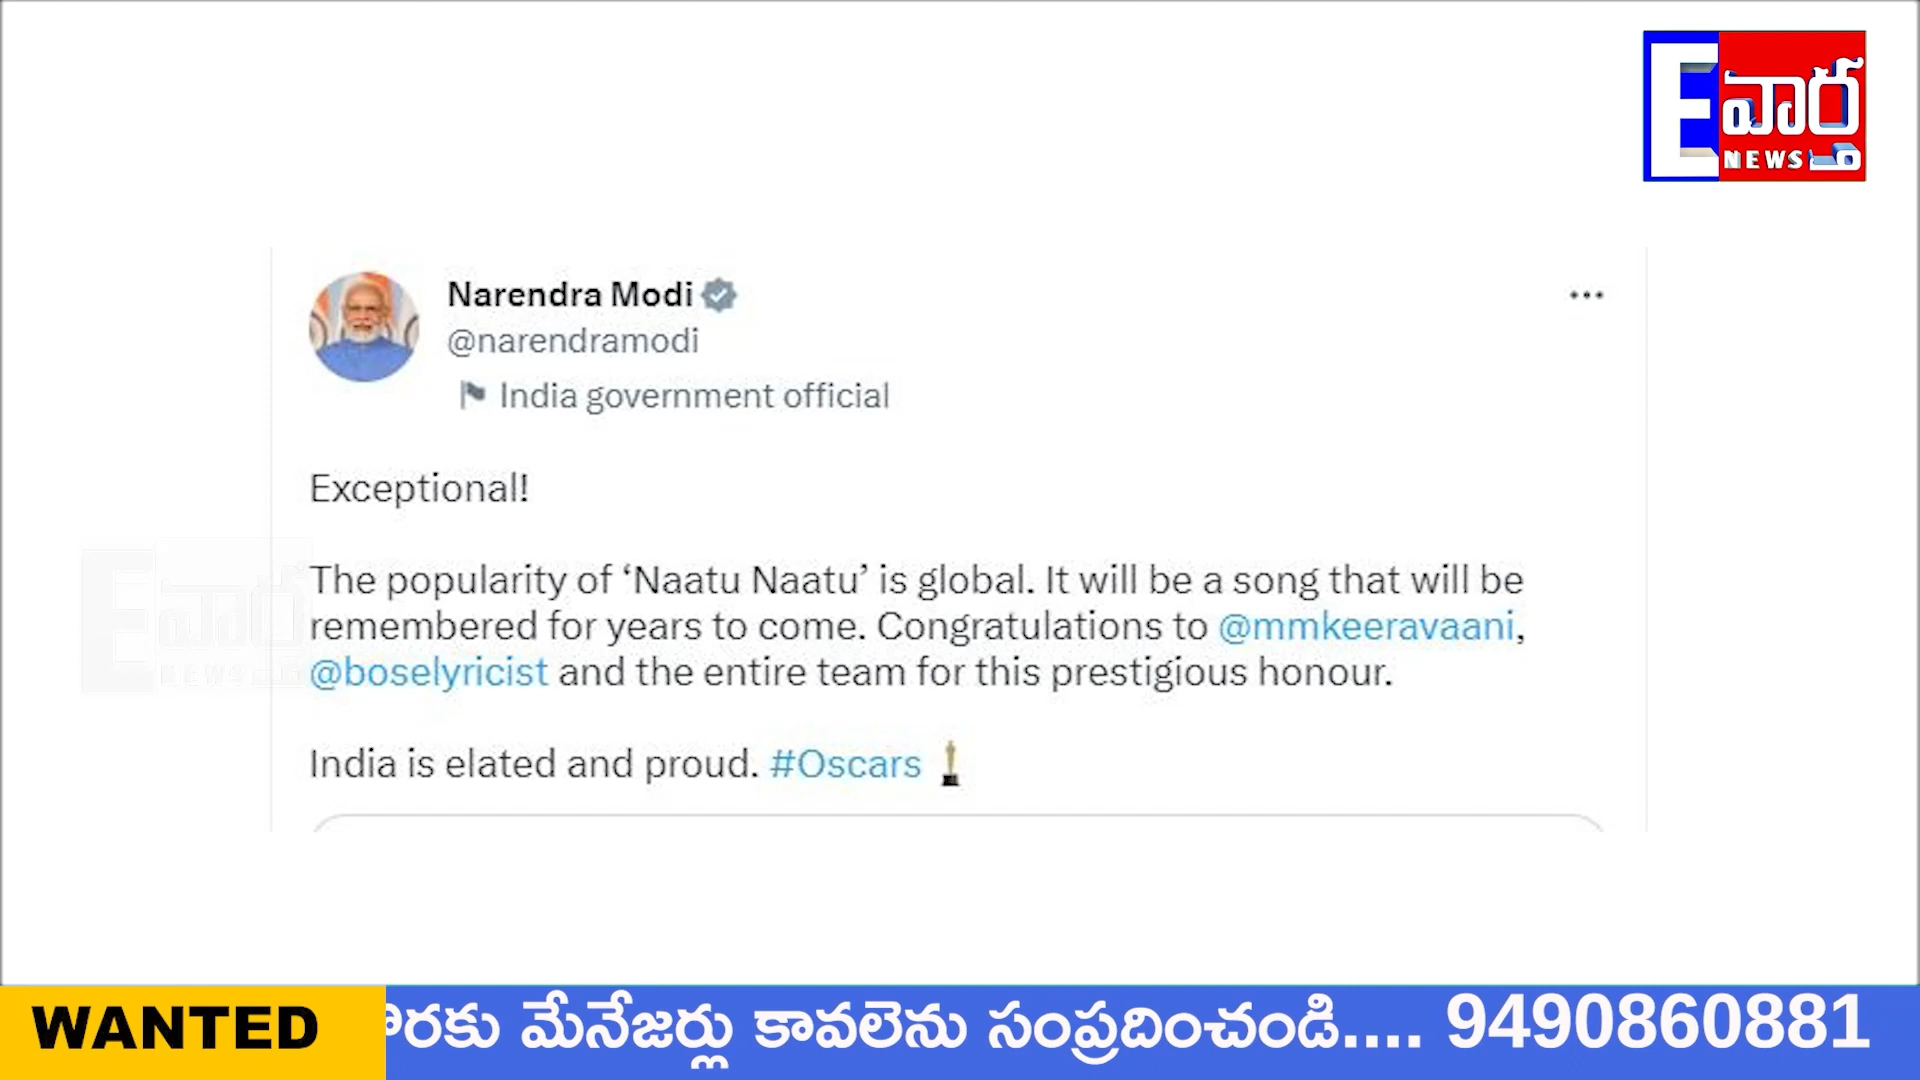 E వార్త
NEWS
Narendra Modi
@narendramodi
India government official
Exceptional!
The popularity of ‘Naatu Naatu’ is global. It will be a song that will be
remembered for years to come. Congratulations to @mmkeeravaani,
@boselyricist and the entire team for this prestigious honour.
India is elated and proud. #Oscars
E వార్త
NEWS
WANTED
మేనేజర్లు కావలెను సంప్రదించండి.... 9490860881